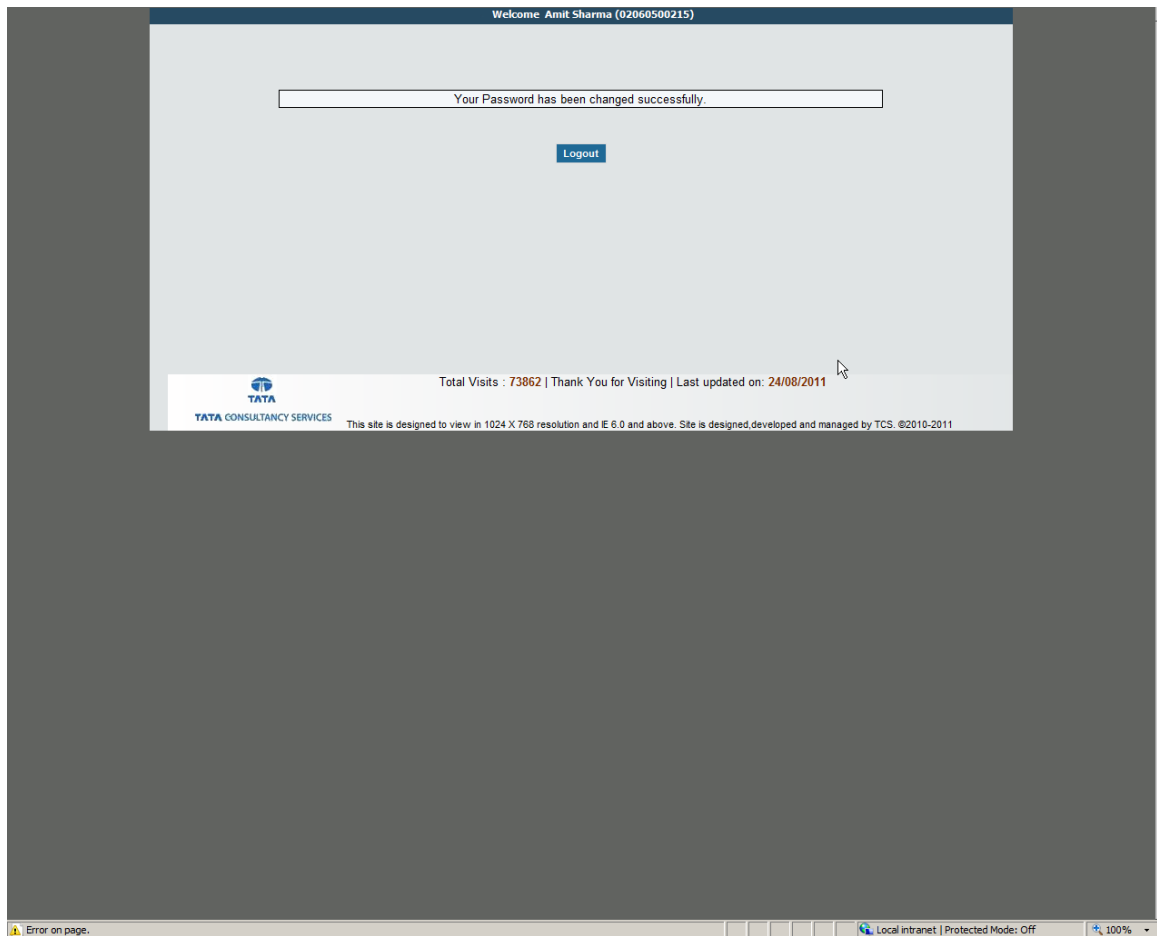 Welcome Amit Sharma (02060500215)
Your Password has been changed successfully.
Logout
Total Visits : 73862 | Thank You for Visiting | Last updated on: 24/08/2011
TATA
TATA CONSULTANCY SERVICES
This site is designed to view in 1024 X 768 resolution and IE 6.0 and above. Site is designed,developed and managed by TCS. ©2010-2011
Error on page.
Local intranet | Protected Mode: Off
100%